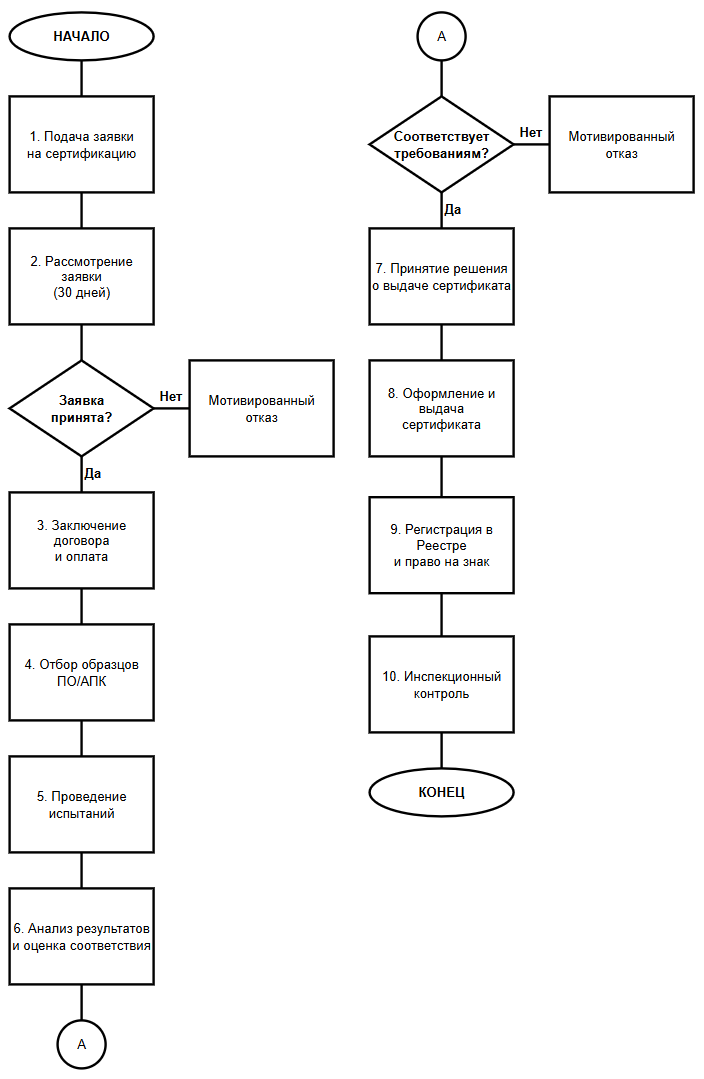 НАЧАЛО
1. Подача заявки
на сертификацию
2. Рассмотрение
заявки
(30 дней)
Заявка
принята?
Нет
Мотивированный
отказ
Да
3. Заключение
договора
и оплата
4. Отбор образцов
ПО/АПК
5. Проведение
испытаний
6. Анализ результатов
и оценка соответствия
А
А
Соответствует
требованиям?
Нет
Мотивированный
отказ
Да
7. Принятие решения
о выдаче сертификата
8. Оформление и
выдача
сертификата
9. Регистрация в
Реестре
и право на знак
10. Инспекционный
контроль
КОНЕЦ